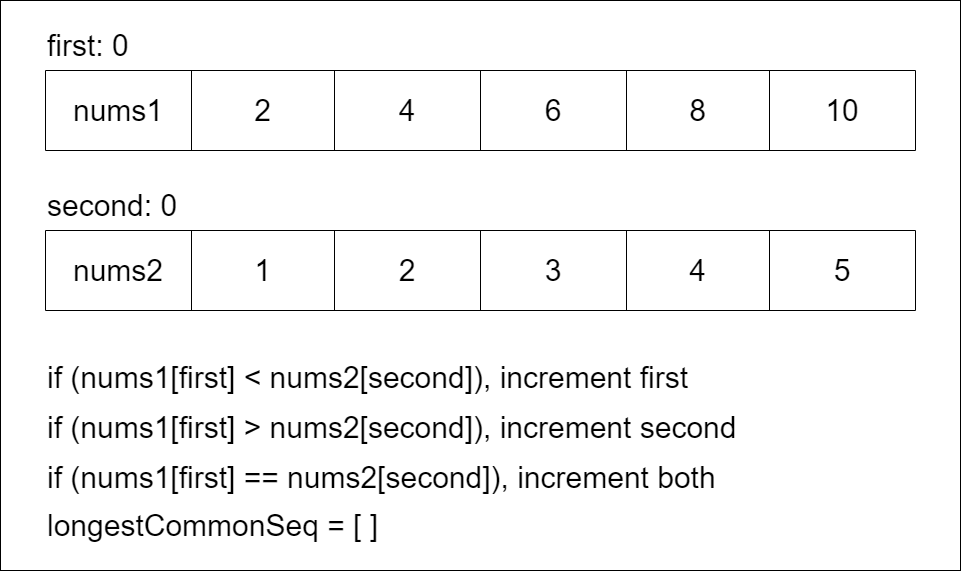 first: 0
nums1 2 4 6 8 10
second: 0
nums2 1 2 3 4 5
if (nums1[first] < nums2[second]), increment first
if (nums1[first] > nums2[second]), increment second
if (nums1[first] == nums2[second]), increment both
longestCommonSeq = [ ]